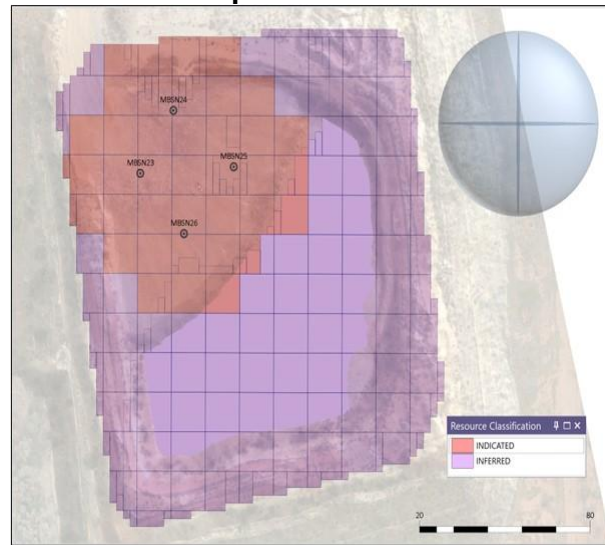 MBSN24
MBSN25
MBSN23
MBSN26
Resource Classification
INDICATED
INFERRED
20
80